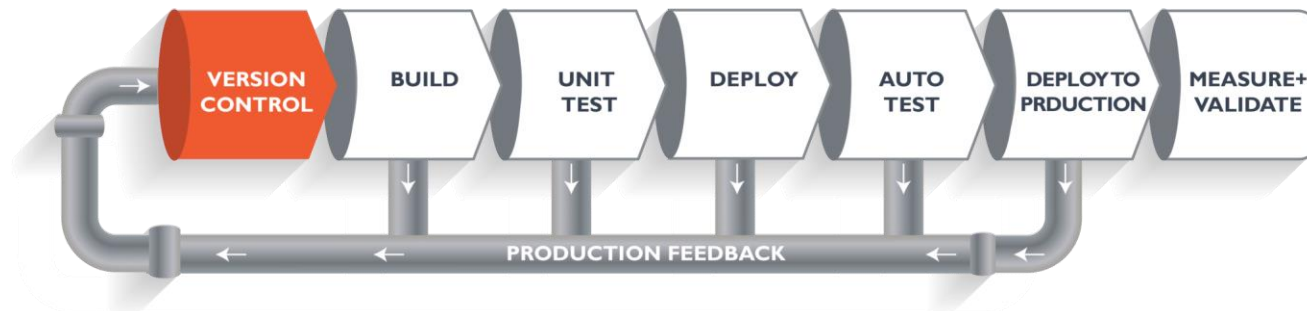 VERSION
CONTROL
BUILD
UNIT
TEST
DEPLOY
AUTO
TEST
DEPLOY TO
PRDUCTION
MEASURE+
VALIDATE
PRODUCTION FEEDBACK